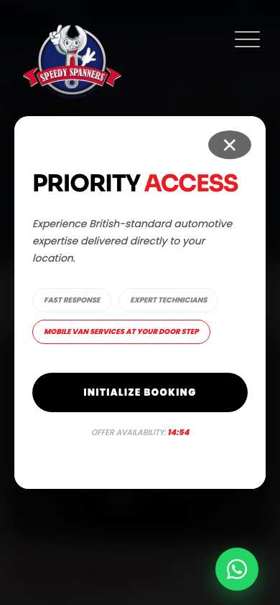 SPEEDY SPANNERS
PRIORITY ACCESS
Experience British-standard automotive
expertise delivered directly to your
location.
FAST RESPONSE
EXPERT TECHNICIANS
MOBILE VAN SERVICES AT YOUR DOOR STEP
INITIALIZE BOOKING
OFFER AVAILABILITY: 14:54